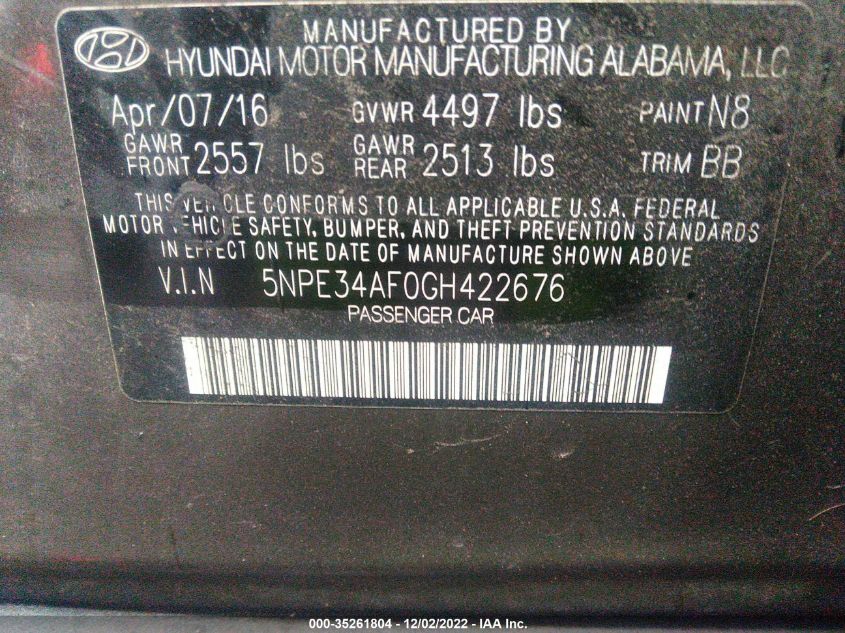 MANUFACTURED BY
HYUNDAI MOTOR MANUFACTURING ALABAMA, LLC
Apr/07/16 GVWR 4497 lbs PAINT N8
GAWR FRONT 2557 lbs GAWR REAR 2513 lbs TRIM BB
THIS VEHICLE CONFORMS TO ALL APPLICABLE U.S.A. FEDERAL
MOTOR VEHICLE SAFETY, BUMPER, AND THEFT PREVENTION STANDARDS
IN EFFECT ON THE DATE OF MANUFACTURE SHOWN ABOVE
V.I.N 5NPE34AF0GH422676
PASSENGER CAR
000-35261804 - 12/02/2022 - IAA Inc.